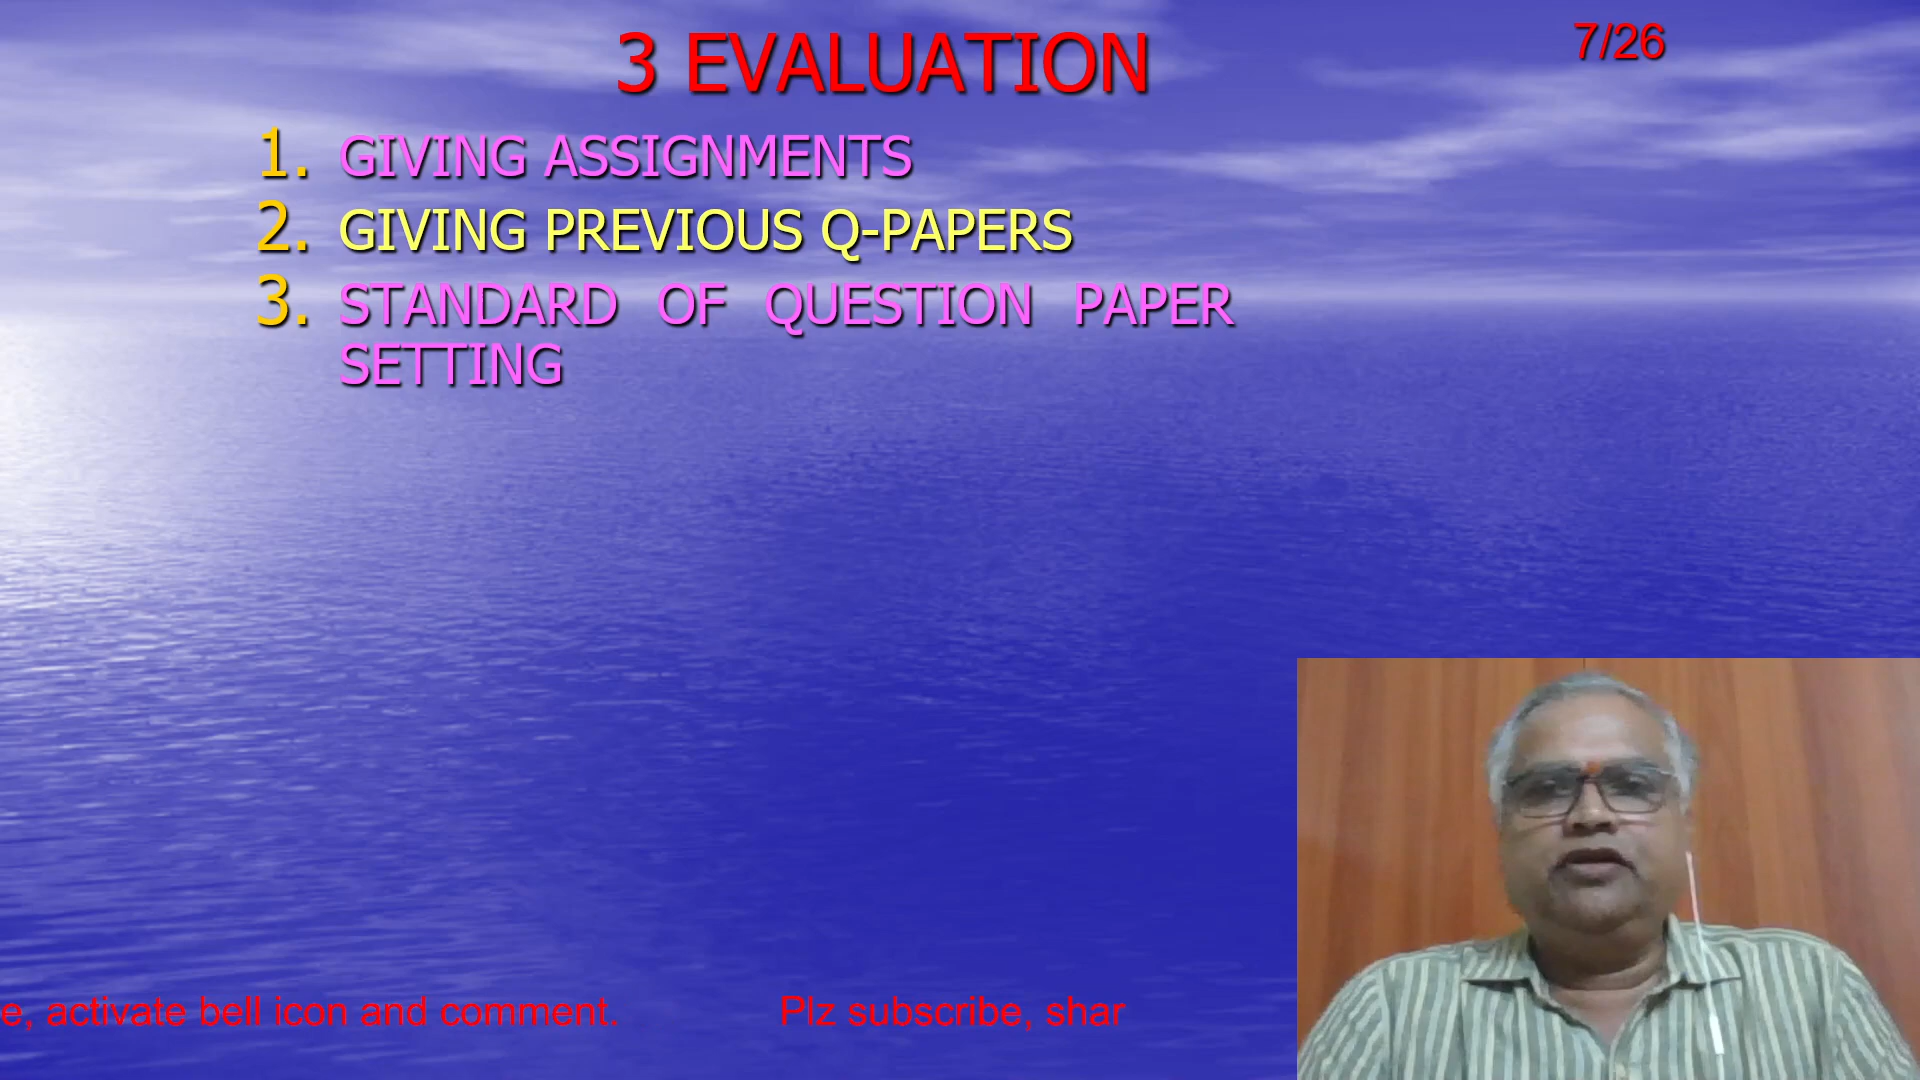 3 EVALUATION
7/26
1. GIVING ASSIGNMENTS
2. GIVING PREVIOUS Q-PAPERS
3. STANDARD OF QUESTION PAPER
SETTING
e, activate bell icon and comment. Plz subscribe, shar